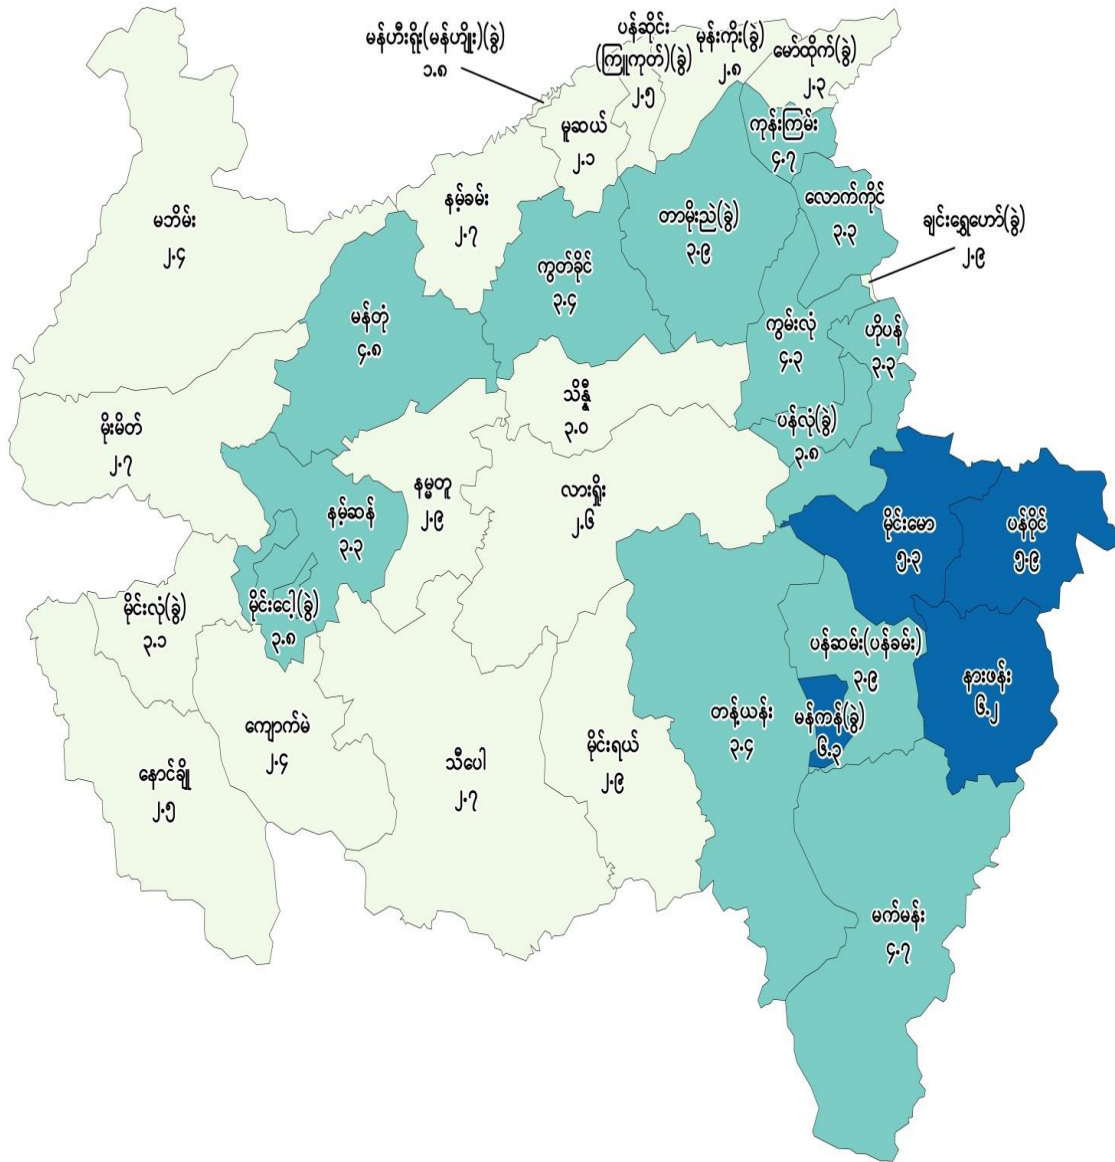 မန်ဟီးရိုး(မန်ဟျိုး)(ခွဲ)
၁.၈
ပန်ဆိုင်း
(ကြူကုတ်)(ခွဲ)
၂.၅
မုန်းကိုး(ခွဲ)
၂.၈
မော်ထိုက်(ခွဲ)
၂.၃
မူဆယ်
၂.၁
ကုန်းကြမ်း
၄.၇
မဘိမ်း
၂.၄
နမ့်ခမ်း
၂.၇
တာမိုးညဲ(ခွဲ)
၃.၉
လောက်ကိုင်
၃.၃
ချင်းရွှေဟော်(ခွဲ)
၂.၉
ကွတ်ခိုင်
၃.၄
မန်တုံ
၄.၈
ကွမ်းလုံ
၄.၃
ဟိုပန်
၃.၃
သိန္နီ
၃.၀
မိုးမိတ်
၂.၇
ပန်လုံ(ခွဲ)
၃.၈
နမ္မတူ
၂.၉
လားရှိုး
၂.၆
နမ့်ဆန်
၃.၃
မိုင်းမော
၅.၃
ပန်ဝိုင်
၅.၉
မိုင်းလုံ(ခွဲ)
၃.၁
မိုင်းငေါ့(ခွဲ)
၃.၈
ပန်ဆမ်း(ပန်ခမ်း)
၃.၉
နားဖန်း
၆.၂
ကျောက်မဲ
၂.၄
တန့်ယန်း
၃.၄
မန်ကန်(ခွဲ)
၆.၃
နောင်ချို
၂.၅
သီပေါ
၂.၇
မိုင်းရယ်
၂.၉
မက်မန်း
၄.၇